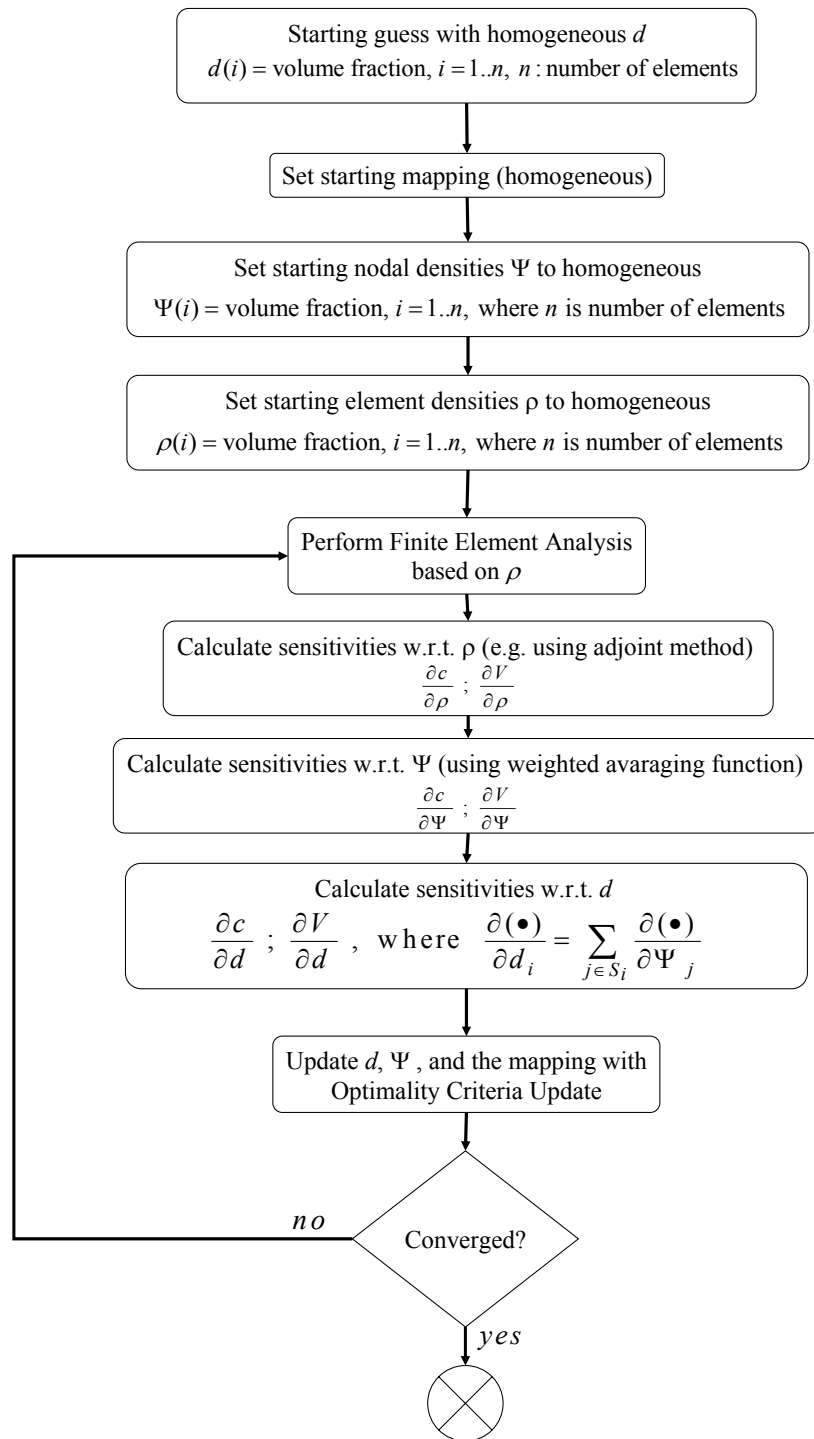 Starting guess with homogeneous d
d(i) = volume fraction, i = 1..n, n : number of elements
Set starting mapping (homogeneous)
Set starting nodal densities Ψ to homogeneous
Ψ(i) = volume fraction, i = 1..n, where n is number of elements
Set starting element densities ρ to homogeneous
ρ(i) = volume fraction, i = 1..n, where n is number of elements
Perform Finite Element Analysis
based on ρ
Calculate sensitivities w.r.t. ρ (e.g. using adjoint method)
∂c/∂ρ ; ∂V/∂ρ
Calculate sensitivities w.r.t. Ψ (using weighted avaraging function)
∂c/∂Ψ ; ∂V/∂Ψ
Calculate sensitivities w.r.t. d
∂c/∂d ; ∂V/∂d , where ∂(•)/∂d_i = ∑_{j∈S_i} ∂(•)/∂Ψ_j
Update d, Ψ , and the mapping with
Optimality Criteria Update
no
Converged?
yes